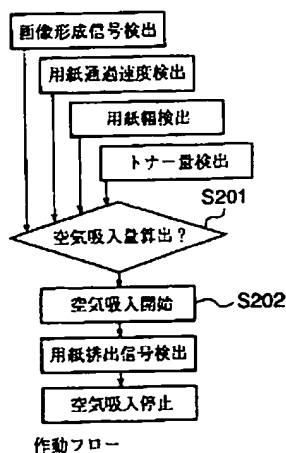 画像形成信号検出
用紙通過速度検出
用紙幅検出
トナー量検出
S201
空気吸入量算出?
空気吸入開始
S202
用紙排出信号検出
空気吸入停止
作動フロー